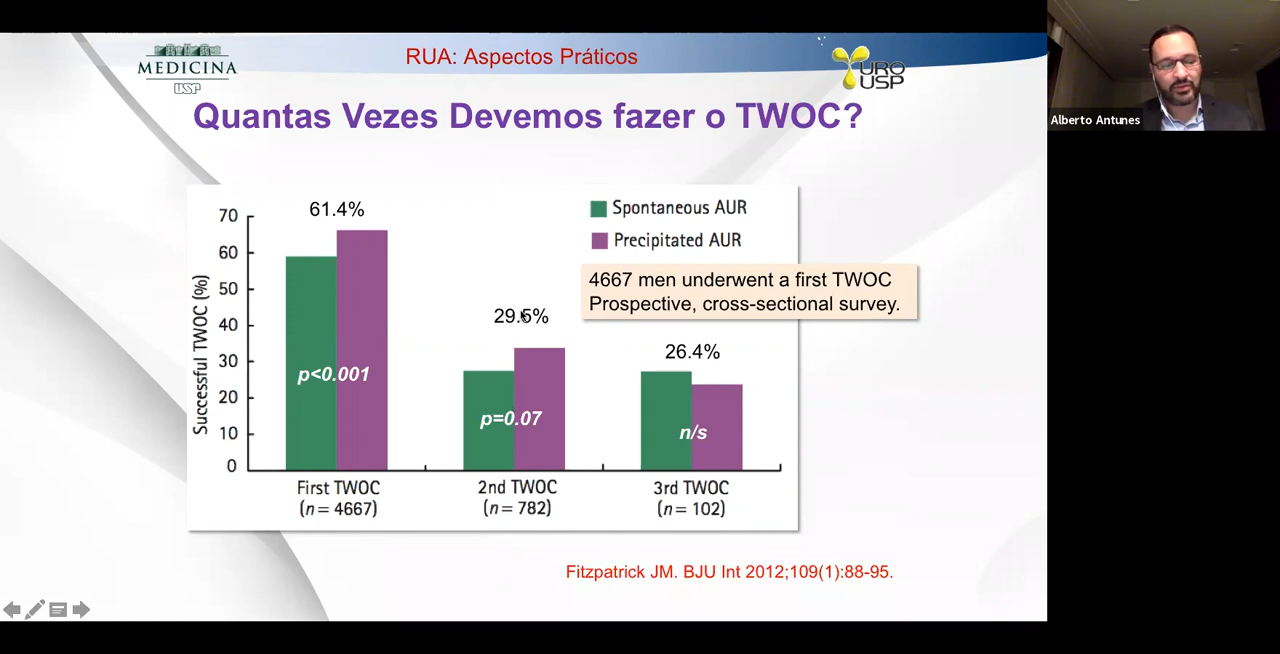 MEDICINA
USP
RUA: Aspectos Práticos
URO
USP
Alberto Antunes
Quantas Vezes Devemos fazer o TWOC?
Successful TWOC (%)
70
60
50
40
30
20
10
0
61.4%
p<0.001
29.5%
p=0.07
26.4%
n/s
Spontaneous AUR
Precipitated AUR
4667 men underwent a first TWOC
Prospective, cross-sectional survey.
First TWOC
(n = 4667)
2nd TWOC
(n = 782)
3rd TWOC
(n = 102)
Fitzpatrick JM. BJU Int 2012;109(1):88-95.